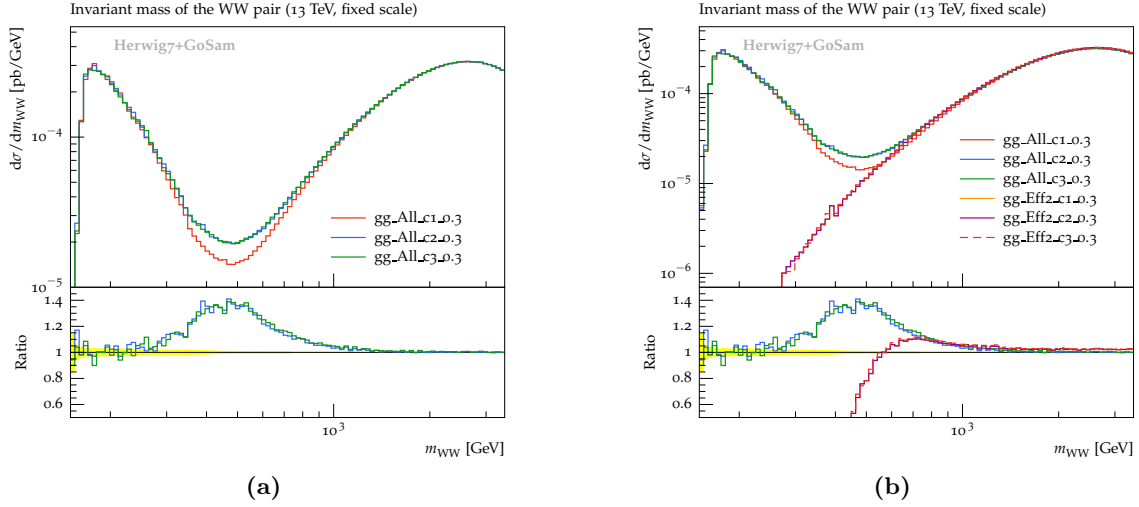 Invariant mass of the WW pair (13 TeV, fixed scale)
Herwig7+GoSam
dσ/dm_WW [pb/GeV]
10^−4
10^−5
gg_All_c1_0.3
gg_All_c2_0.3
gg_All_c3_0.3
Ratio
1.4
1.2
1
0.8
0.6
10^3
m_WW [GeV]
(a)
Invariant mass of the WW pair (13 TeV, fixed scale)
Herwig7+GoSam
dσ/dm_WW [pb/GeV]
10^−4
10^−5
10^−6
gg_All_c1_0.3
gg_All_c2_0.3
gg_All_c3_0.3
gg_Eff2_c1_0.3
gg_Eff2_c2_0.3
gg_Eff2_c3_0.3
Ratio
1.4
1.2
1
0.8
0.6
10^3
m_WW [GeV]
(b)